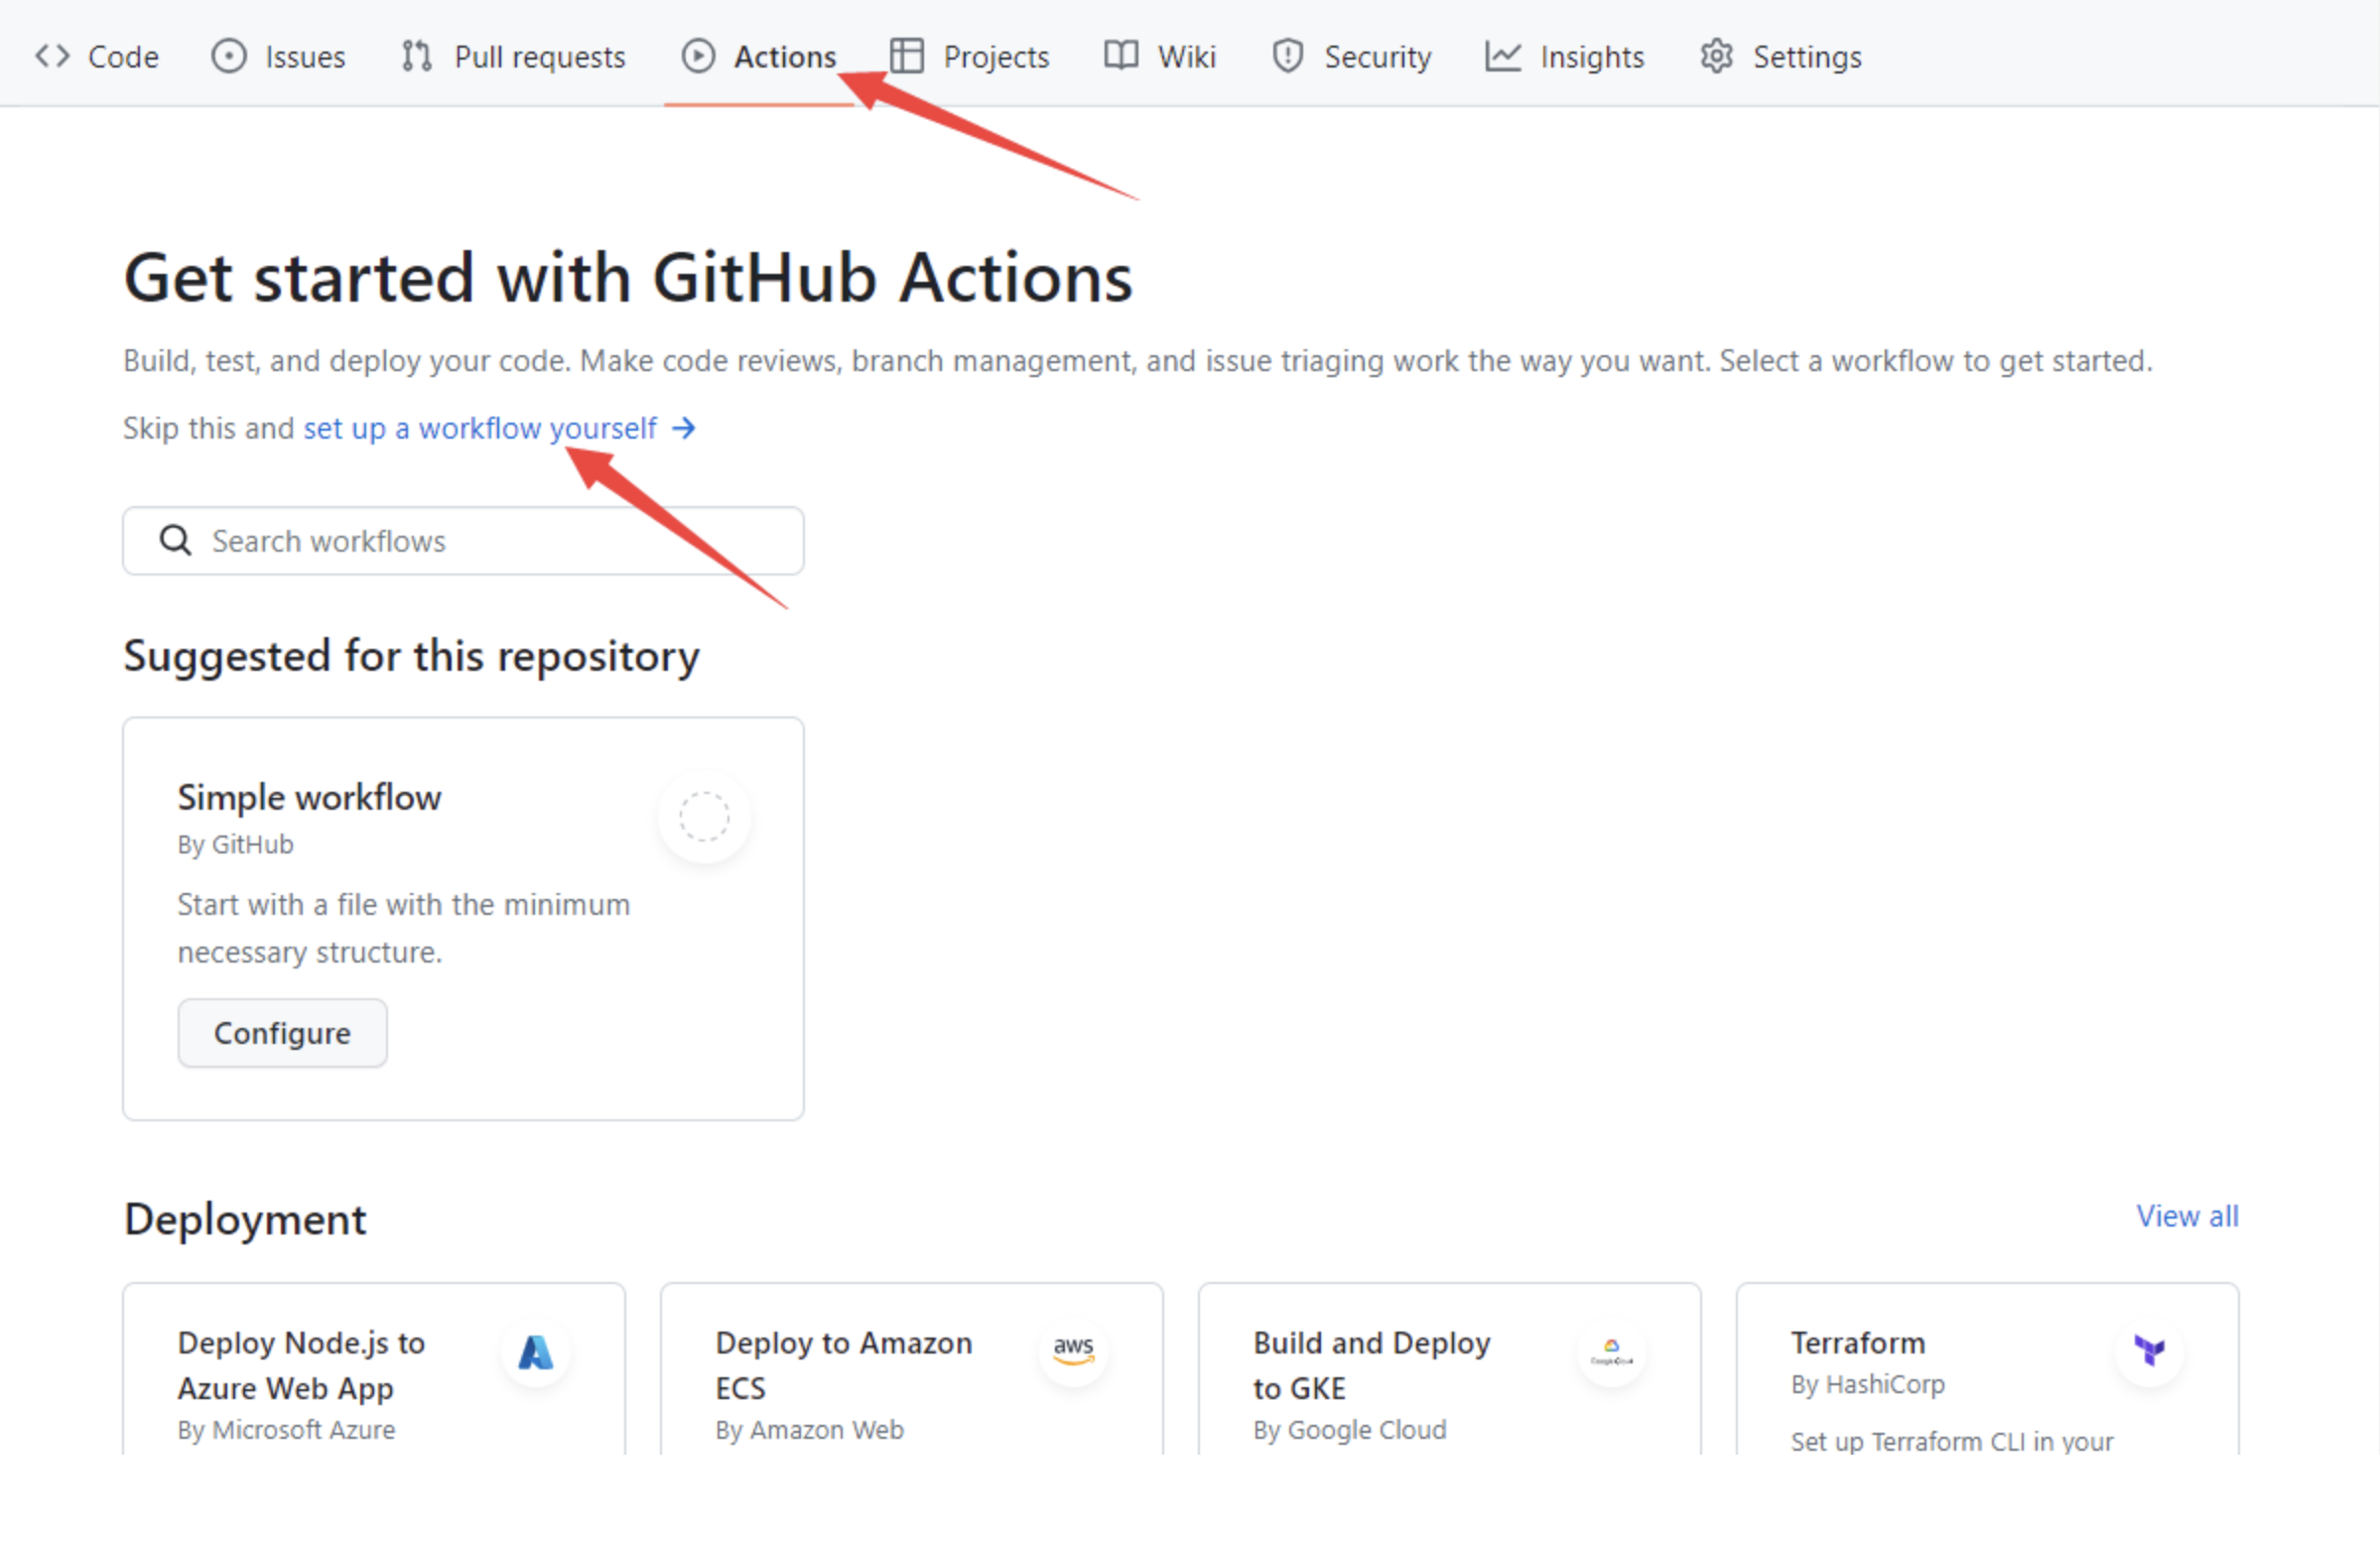 Code Issues Pull requests Actions Projects Wiki Security Insights Settings
Get started with GitHub Actions
Build, test, and deploy your code. Make code reviews, branch management, and issue triaging work the way you want. Select a workflow to get started.
Skip this and set up a workflow yourself →
Search workflows
Suggested for this repository
Simple workflow
By GitHub
Start with a file with the minimum
necessary structure.
Configure
Deployment
View all
Deploy Node.js to
Azure Web App
By Microsoft Azure
Deploy to Amazon
ECS
By Amazon Web
aws
Build and Deploy
to GKE
By Google Cloud
Google Cloud
Terraform
By HashiCorp
Set up Terraform CLI in your